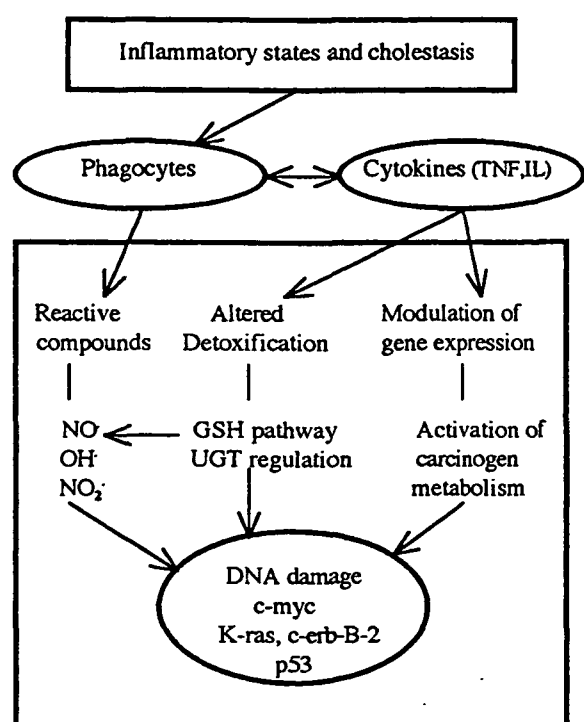 Inflammatory states and cholestasis
Phagocytes
Cytokines (TNF,IL)
Reactive
compounds
Altered
Detoxification
Modulation of
gene expression
NO·
OH·
NO₂·
GSH pathway
UGT regulation
Activation of
carcinogen
metabolism
DNA damage
c-myc
K-ras, c-erb-B-2
p53